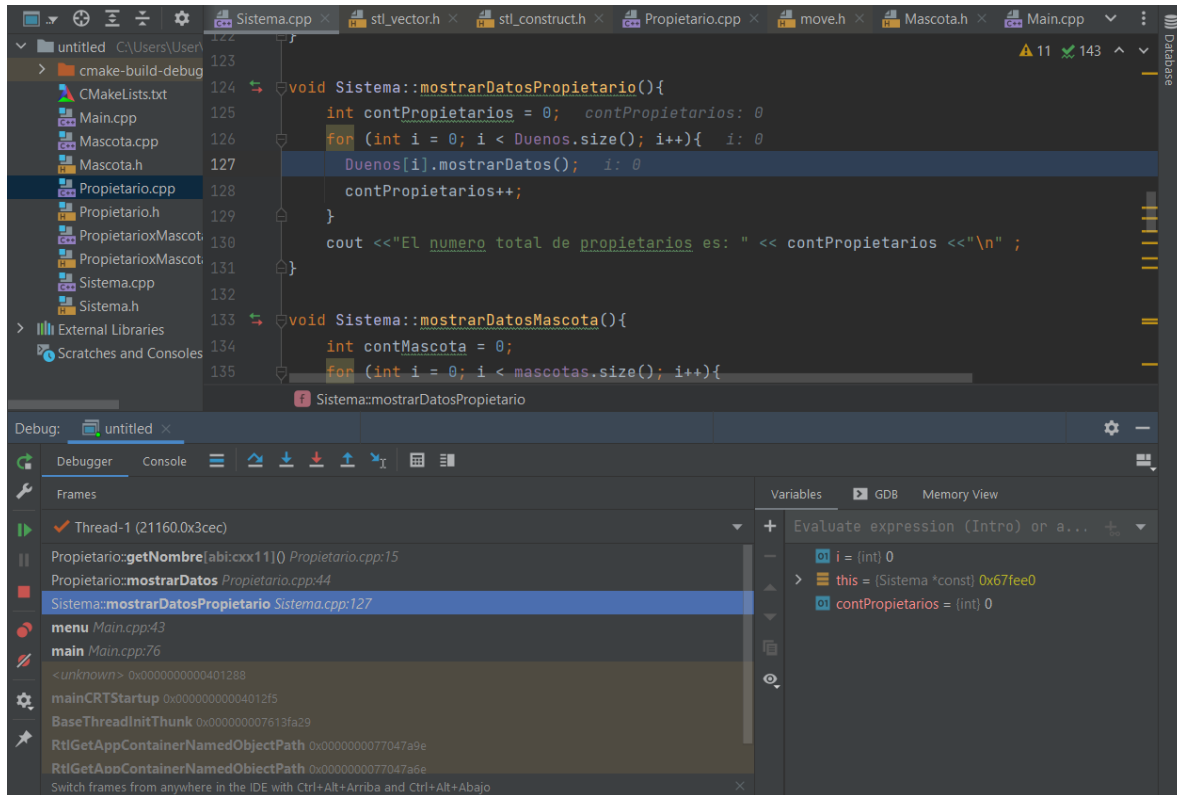 Sistema.cpp stl_vector.h stl_construct.h Propietario.cpp move.h Mascota.h Main.cpp
untitled C:\Users\User\
cmake-build-debug
CMakeLists.txt
Main.cpp
Mascota.cpp
Mascota.h
Propietario.cpp
Propietario.h
PropietarioxMascot
PropietarioxMascot
Sistema.cpp
Sistema.h
External Libraries
Scratches and Consoles
11 143
Database
122 }
123
124 void Sistema::mostrarDatosPropietario(){
125 int contPropietarios = 0; contPropietarios: 0
126 for (int i = 0; i < Duenos.size(); i++){ i: 0
127 Duenos[i].mostrarDatos(); i: 0
128 contPropietarios++;
129 }
130 cout <<"El numero total de propietarios es: " << contPropietarios <<"\n" ;
131 }
132
133 void Sistema::mostrarDatosMascota(){
134 int contMascota = 0;
135 for (int i = 0; i < mascotas.size(); i++){
f Sistema::mostrarDatosPropietario
Debug: untitled
Debugger Console
Frames
Thread-1 (21160.0x3cec)
Propietario::getNombre[abi:cxx11]() Propietario.cpp:15
Propietario::mostrarDatos Propietario.cpp:44
Sistema::mostrarDatosPropietario Sistema.cpp:127
menu Main.cpp:43
main Main.cpp:76
<unknown> 0x0000000000401288
mainCRTStartup 0x00000000004012f5
BaseThreadInitThunk 0x000000007613fa29
RtlGetAppContainerNamedObjectPath 0x0000000077047a9e
RtlGetAppContainerNamedObjectPath 0x0000000077047a6e
Switch frames from anywhere in the IDE with Ctrl+Alt+Arriba and Ctrl+Alt+Abajo
Variables GDB Memory View
Evaluate expression (Intro) or a...
i = {int} 0
this = {Sistema *const} 0x67fee0
contPropietarios = {int} 0